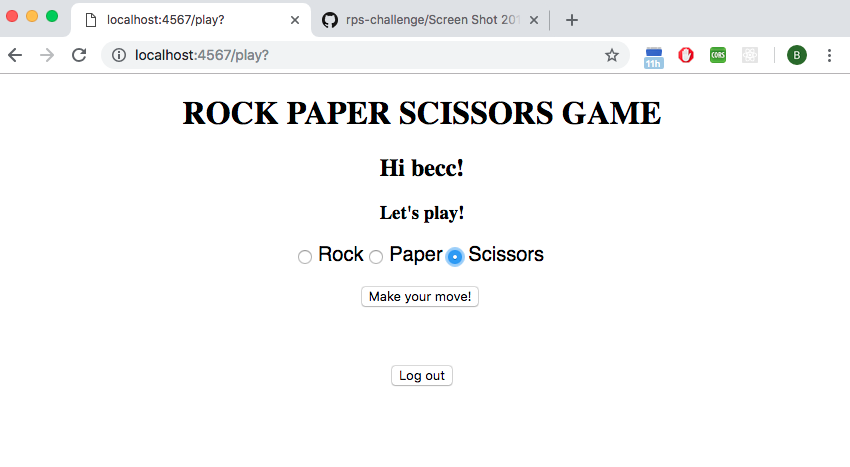 localhost:4567/play?
rps-challenge/Screen Shot 201
localhost:4567/play?
11h
CORS
B
ROCK PAPER SCISSORS GAME
Hi becc!
Let's play!
Rock Paper Scissors
Make your move!
Log out